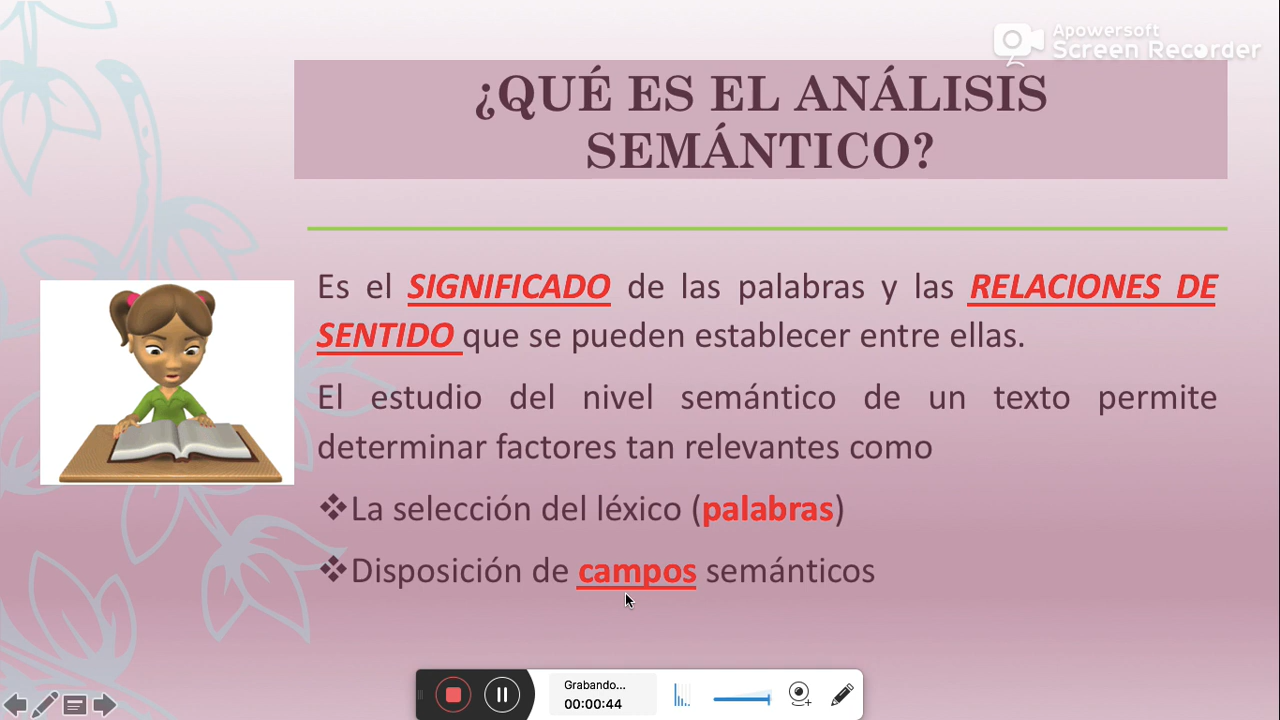 Apowersoft
Screen Recorder
¿QUÉ ES EL ANÁLISIS
SEMÁNTICO?
Es el SIGNIFICADO de las palabras y las RELACIONES DE
SENTIDO que se pueden establecer entre ellas.
El estudio del nivel semántico de un texto permite
determinar factores tan relevantes como
❖La selección del léxico (palabras)
❖Disposición de campos semánticos
Grabando...
00:00:44